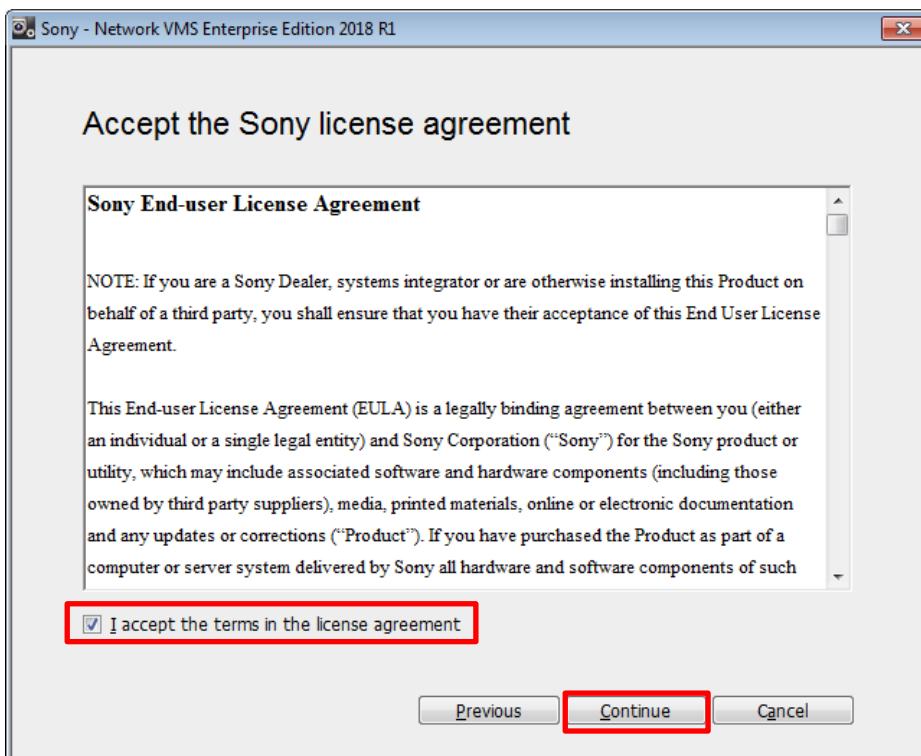 Sony - Network VMS Enterprise Edition 2018 R1
Accept the Sony license agreement
Sony End-user License Agreement
NOTE: If you are a Sony Dealer, systems integrator or are otherwise installing this Product on
behalf of a third party, you shall ensure that you have their acceptance of this End User License
Agreement.
This End-user License Agreement (EULA) is a legally binding agreement between you (either
an individual or a single legal entity) and Sony Corporation (“Sony”) for the Sony product or
utility, which may include associated software and hardware components (including those
owned by third party suppliers), media, printed materials, online or electronic documentation
and any updates or corrections (“Product”). If you have purchased the Product as part of a
computer or server system delivered by Sony all hardware and software components of such
I accept the terms in the license agreement
Previous Continue Cancel